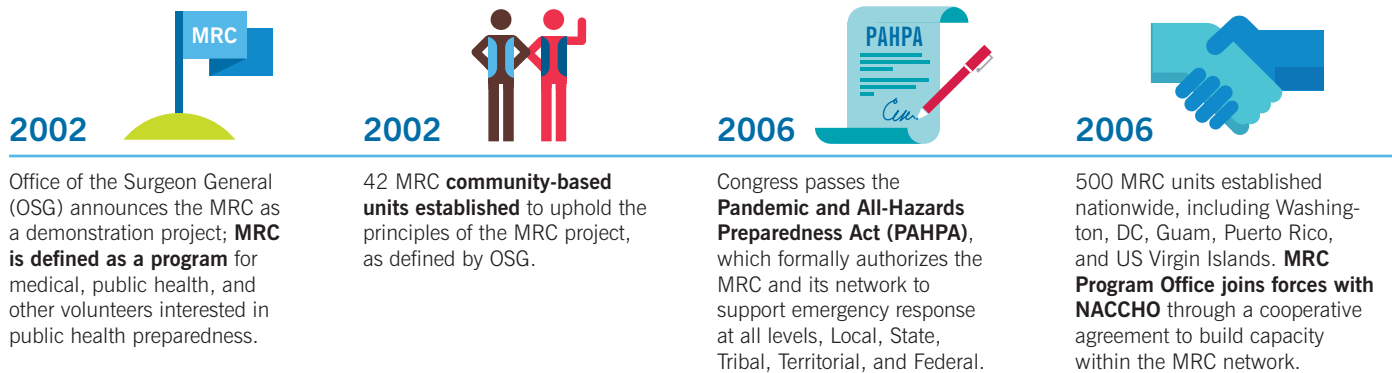 MRC
2002
Office of the Surgeon General
(OSG) announces the MRC as
a demonstration project; MRC
is defined as a program for
medical, public health, and
other volunteers interested in
public health preparedness.
2002
42 MRC community-based
units established to uphold the
principles of the MRC project,
as defined by OSG.
PAHPA
2006
Congress passes the
Pandemic and All-Hazards
Preparedness Act (PAHPA),
which formally authorizes the
MRC and its network to
support emergency response
at all levels, Local, State,
Tribal, Territorial, and Federal.
2006
500 MRC units established
nationwide, including Washing-
ton, DC, Guam, Puerto Rico,
and US Virgin Islands. MRC
Program Office joins forces with
NACCHO through a cooperative
agreement to build capacity
within the MRC network.